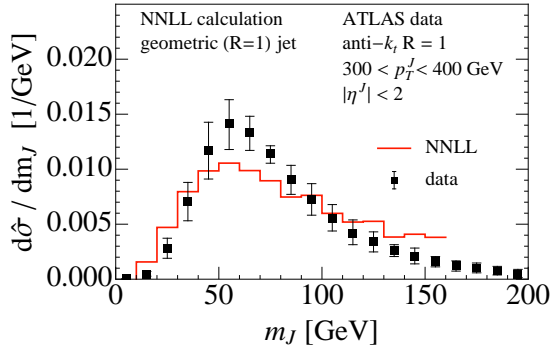 NNLL calculation
geometric (R=1) jet
ATLAS data
anti−k_t R = 1
300 < p_T^J < 400 GeV
|η^J| < 2
NNLL
data
dσ̂ / dm_J [1/GeV]
0.020
0.015
0.010
0.005
0.000
0 50 100 150 200
m_J [GeV]